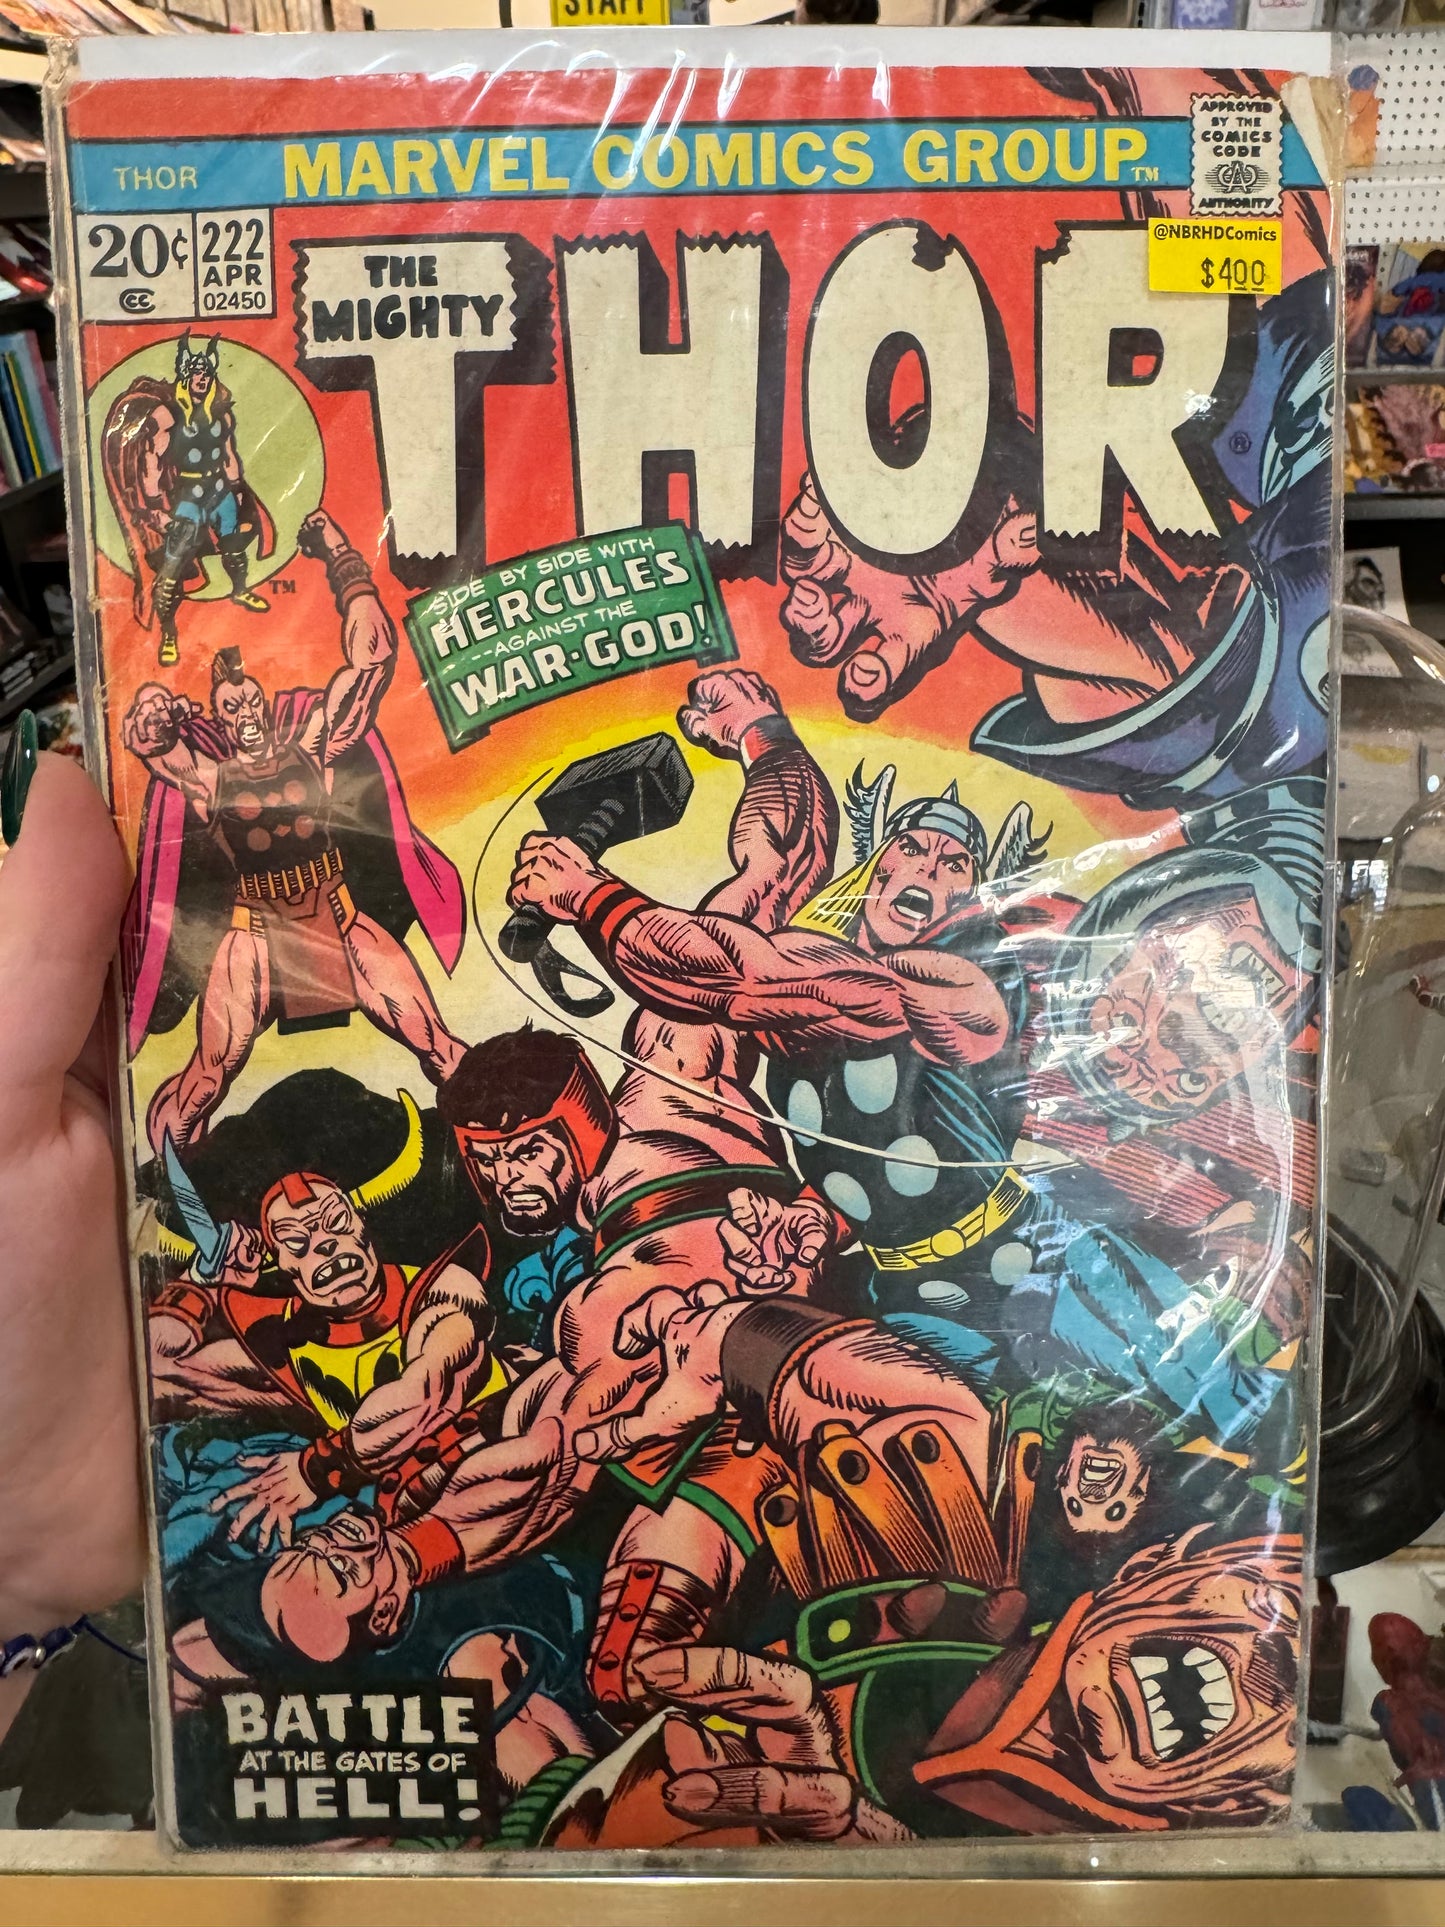 STAFF
THOR
MARVEL COMICS GROUP TM
APPROVED
BY THE
COMICS
CODE
CA
AUTHORITY
20¢
CC
222
APR
02450
@NBRHDComics
$4.00
THE
MIGHTY
THOR
®
TM
SIDE BY SIDE WITH
HERCULES
--AGAINST THE
WAR-GOD!
BATTLE
AT THE GATES OF
HELL!